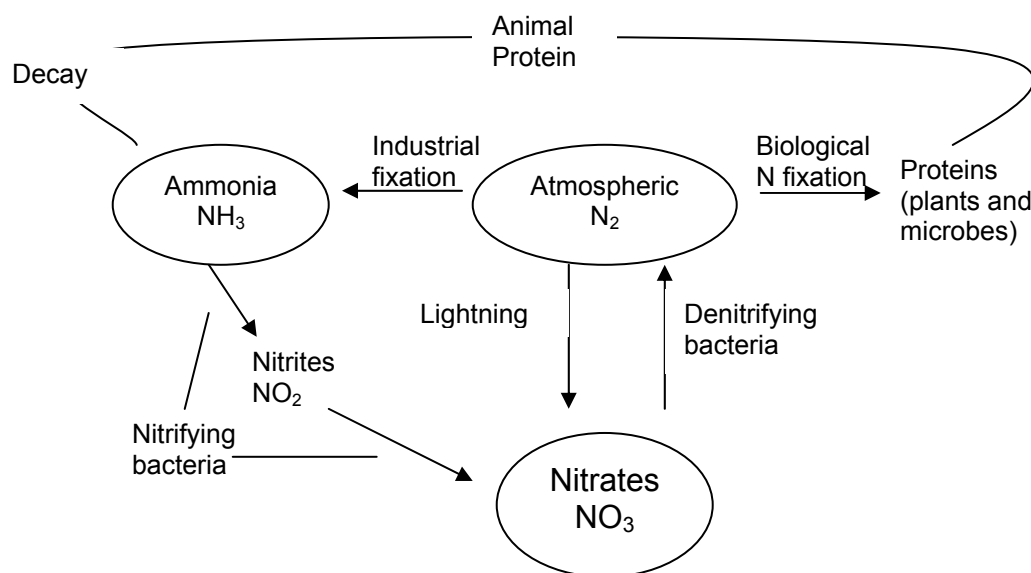 Animal
Protein
Decay
Industrial
fixation
Biological
N fixation
Ammonia
NH₃
Atmospheric
N₂
Proteins
(plants and
microbes)
Lightning
Denitrifying
bacteria
Nitrites
NO₂
Nitrifying
bacteria
Nitrates
NO₃